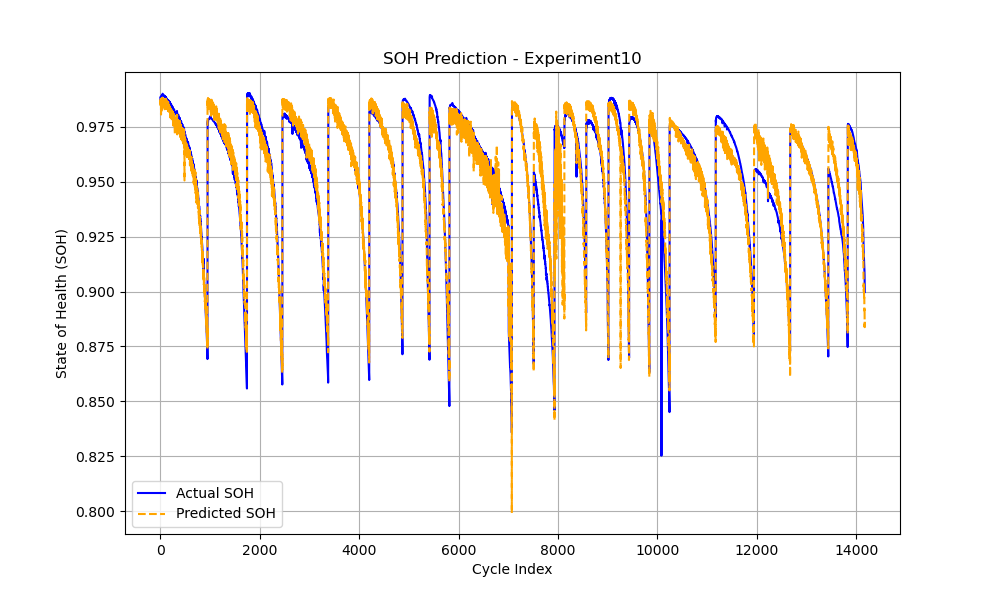 SOH Prediction - Experiment10
State of Health (SOH)
0.975
0.950
0.925
0.900
0.875
0.850
0.825
0.800
Actual SOH
Predicted SOH
0 2000 4000 6000 8000 10000 12000 14000
Cycle Index